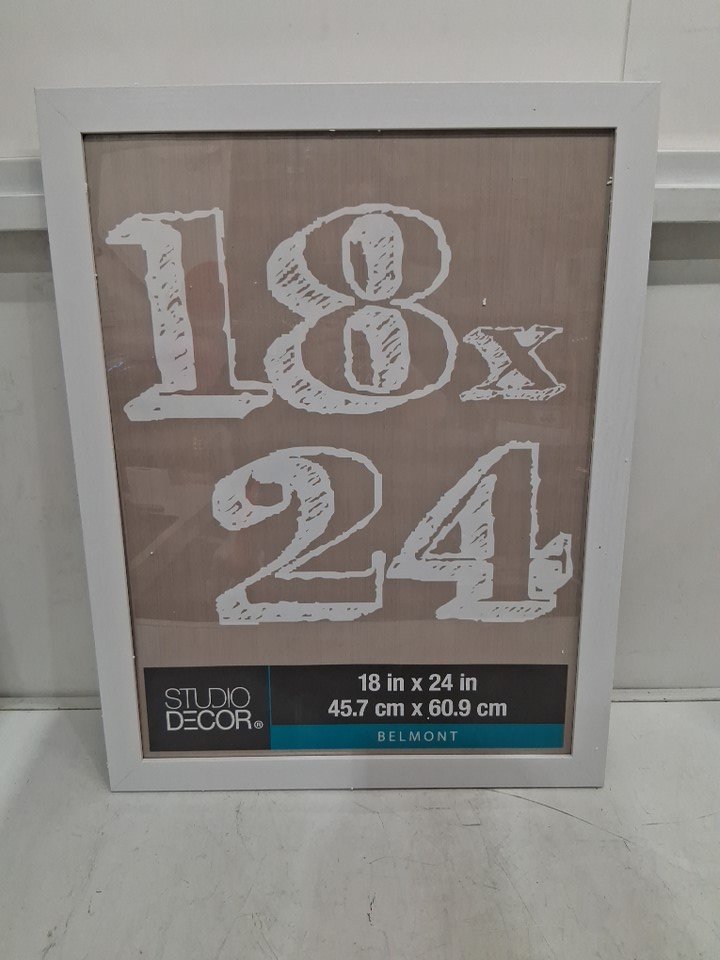 18x
24
STUDIO
DECOR®
18 in x 24 in
45.7 cm x 60.9 cm
BELMONT